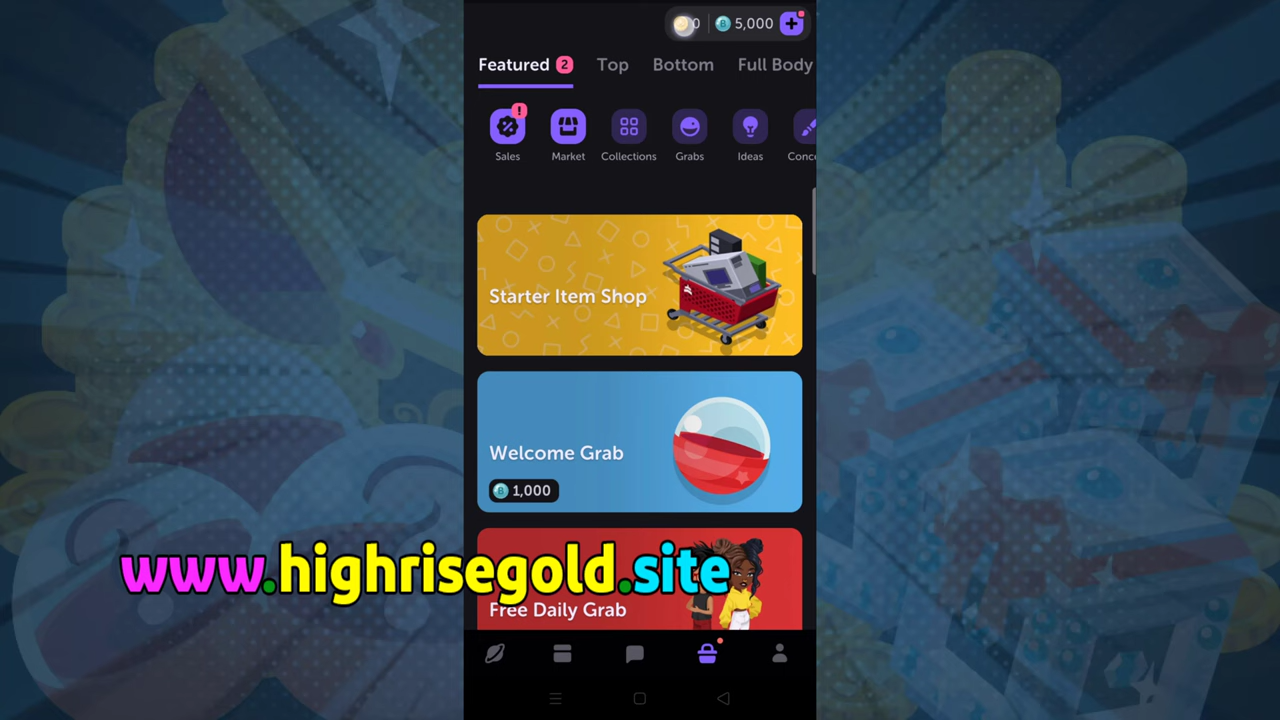 0 B 5,000
Featured 2 Top Bottom Full Body
Sales Market Collections Grabs Ideas Conce
Starter Item Shop
Welcome Grab
B 1,000
www.highrisegold.site
Free Daily Grab